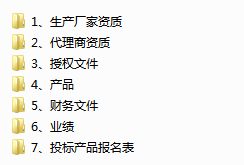 1、生产厂家资质
2、代理商资质
3、授权文件
4、产品
5、财务文件
6、业绩
7、投标产品报名表